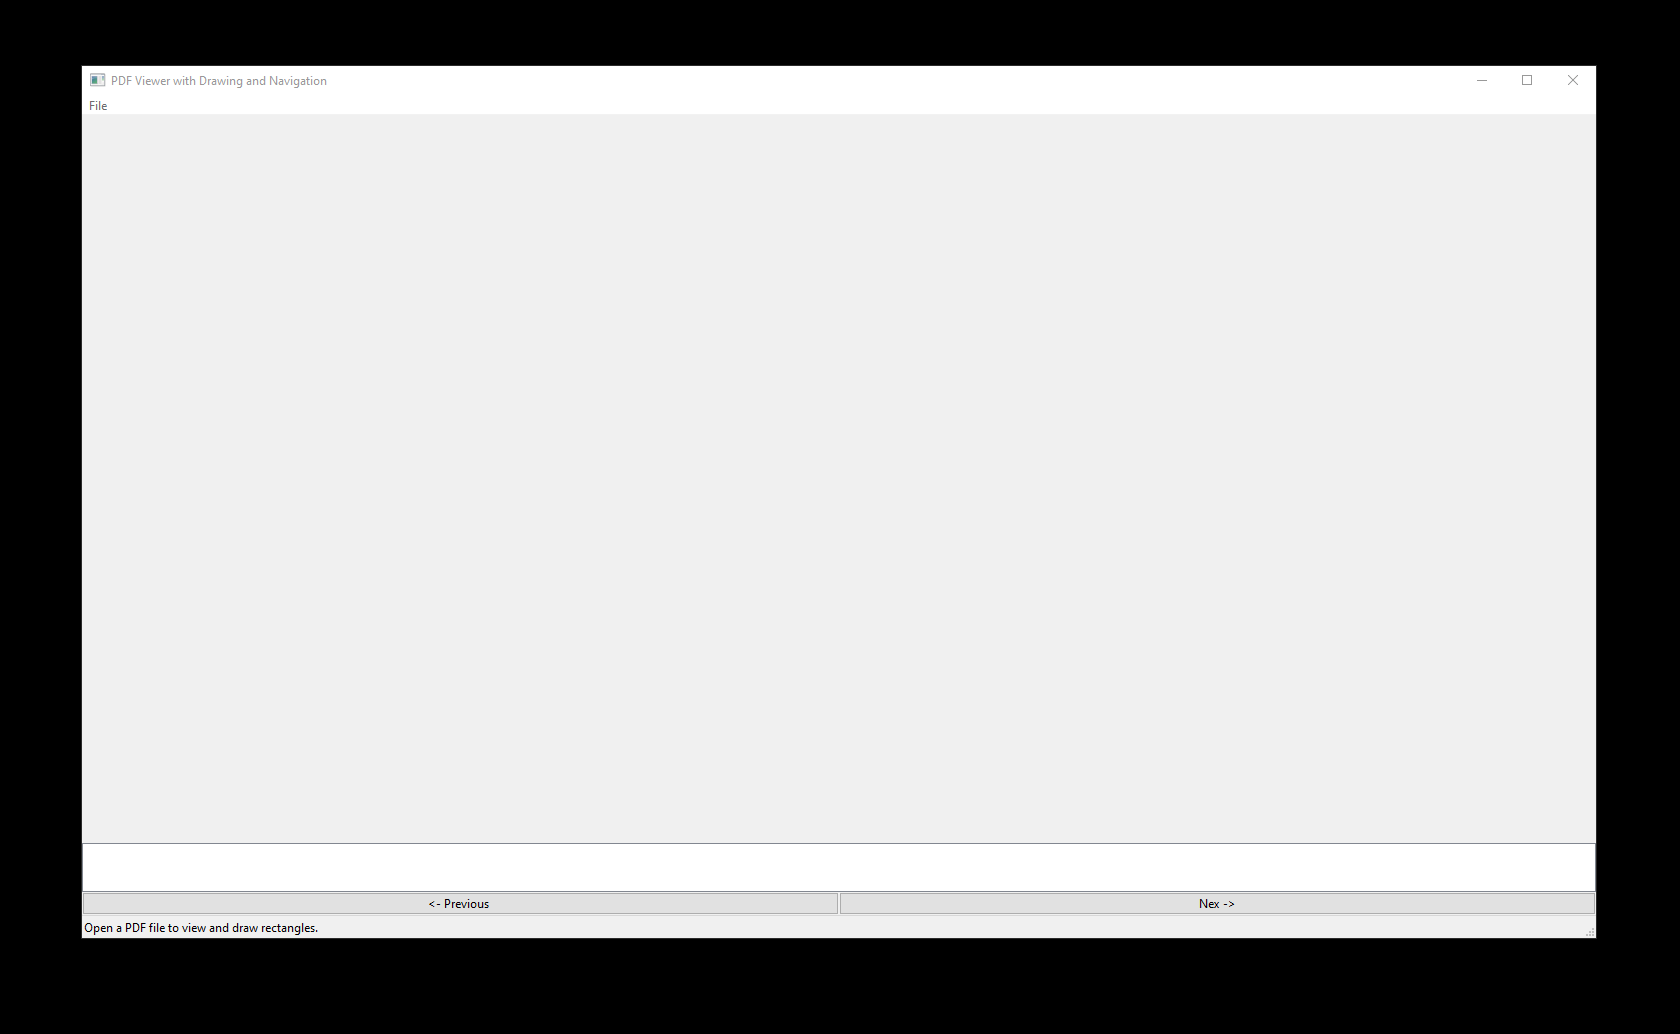 PDF Viewer with Drawing and Navigation
File
<- Previous
Nex ->
Open a PDF file to view and draw rectangles.